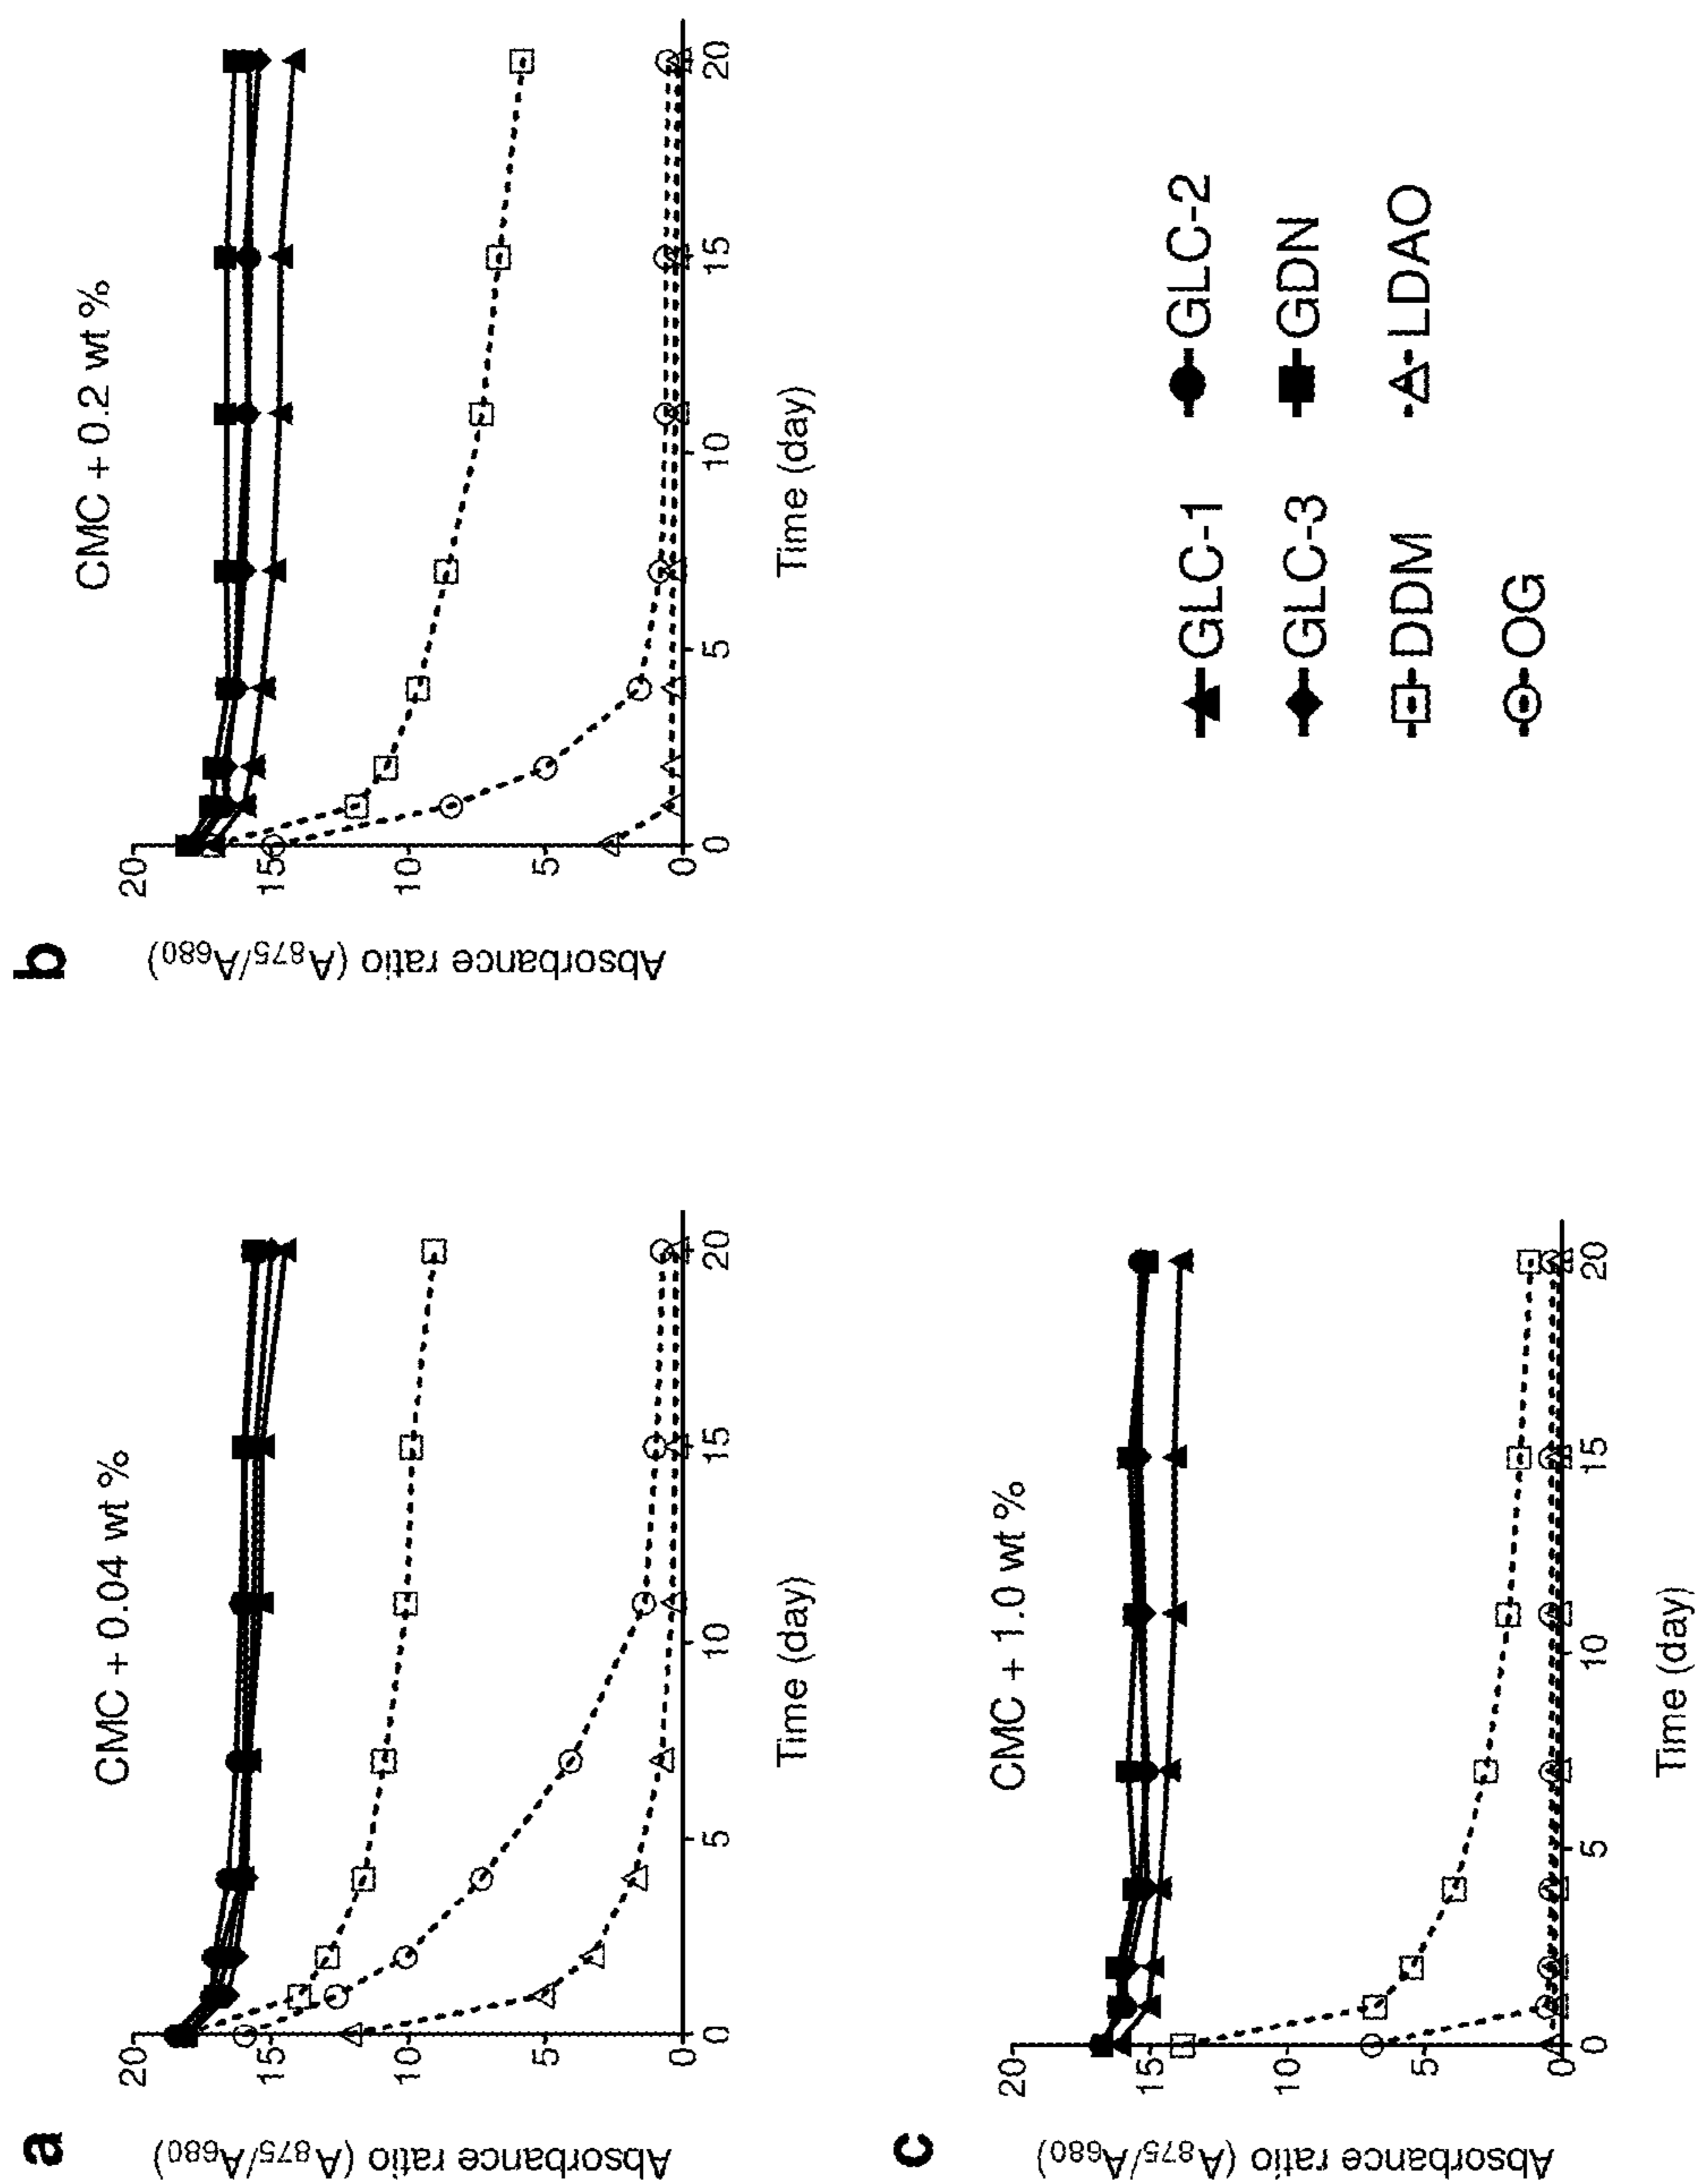 a
CMC + 0.04 wt %
Absorbance ratio (A875/A680)
20
15
10
5
0
0
5
10
15
20
Time (day)
b
CMC + 0.2 wt %
Absorbance ratio (A875/A680)
20
15
10
5
0
0
5
10
15
20
Time (day)
c
CMC + 1.0 wt %
Absorbance ratio (A875/A680)
20
15
10
5
0
0
5
10
15
20
Time (day)
GLC-1 GLC-2
GLC-3 GDN
DDM LDAO
OG